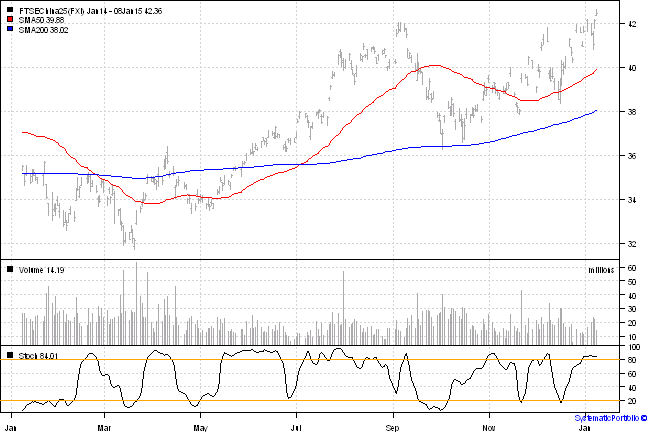 FTSEChina25(FXI) Jan14 - 08Jan15 42.36
SMA50 39.88
SMA200 38.02
42
40
38
36
34
32
Volume 14.19
millions
60
50
40
30
20
10
Stoch 84.01
100
80
60
40
20
Jan Mar May Jul Sep Nov Jan
SystematicPortfolio ©